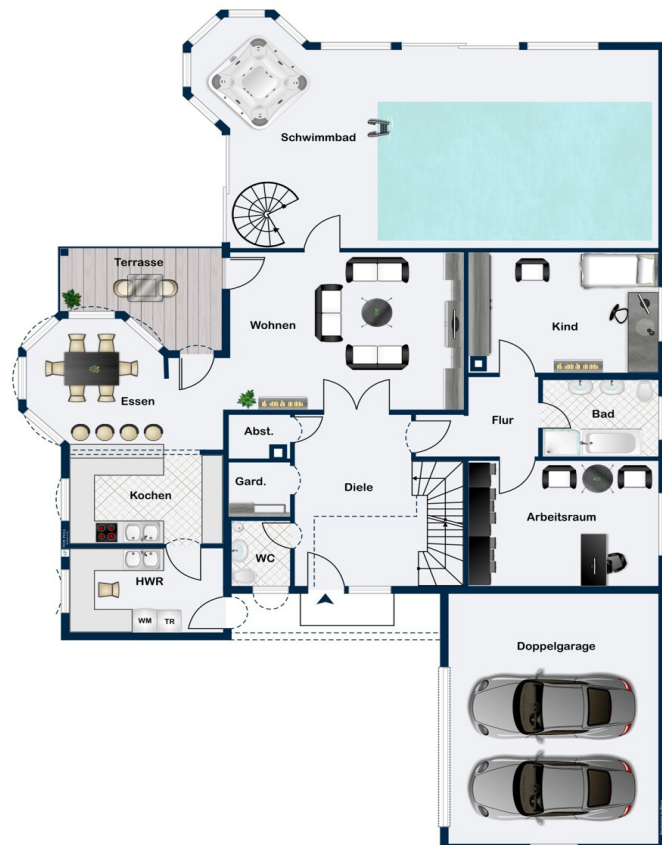 Schwimmbad
Terrasse
Wohnen
Kind
Essen
Abst.
Flur
Bad
Gard.
Diele
Kochen
Arbeitsraum
WC
HWR
WM
TR
Doppelgarage